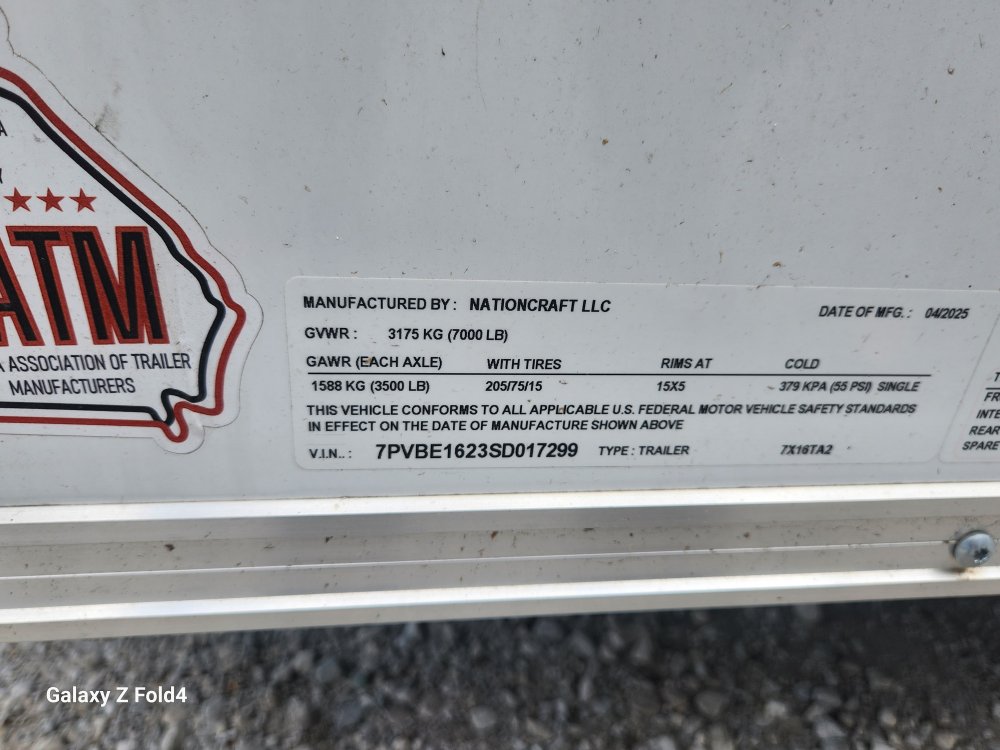 ★★★
ATM
ASSOCIATION OF TRAILER
MANUFACTURERS
MANUFACTURED BY : NATIONCRAFT LLC
DATE OF MFG. : 04/2025
GVWR : 3175 KG (7000 LB)
GAWR (EACH AXLE) WITH TIRES RIMS AT COLD
1588 KG (3500 LB) 205/75/15 15X5 379 KPA (55 PSI) SINGLE
THIS VEHICLE CONFORMS TO ALL APPLICABLE U.S. FEDERAL MOTOR VEHICLE SAFETY STANDARDS
IN EFFECT ON THE DATE OF MANUFACTURE SHOWN ABOVE
V.I.N.. : 7PVBE1623SD017299 TYPE : TRAILER 7X16TA2
REAR
SPARE
Galaxy Z Fold4